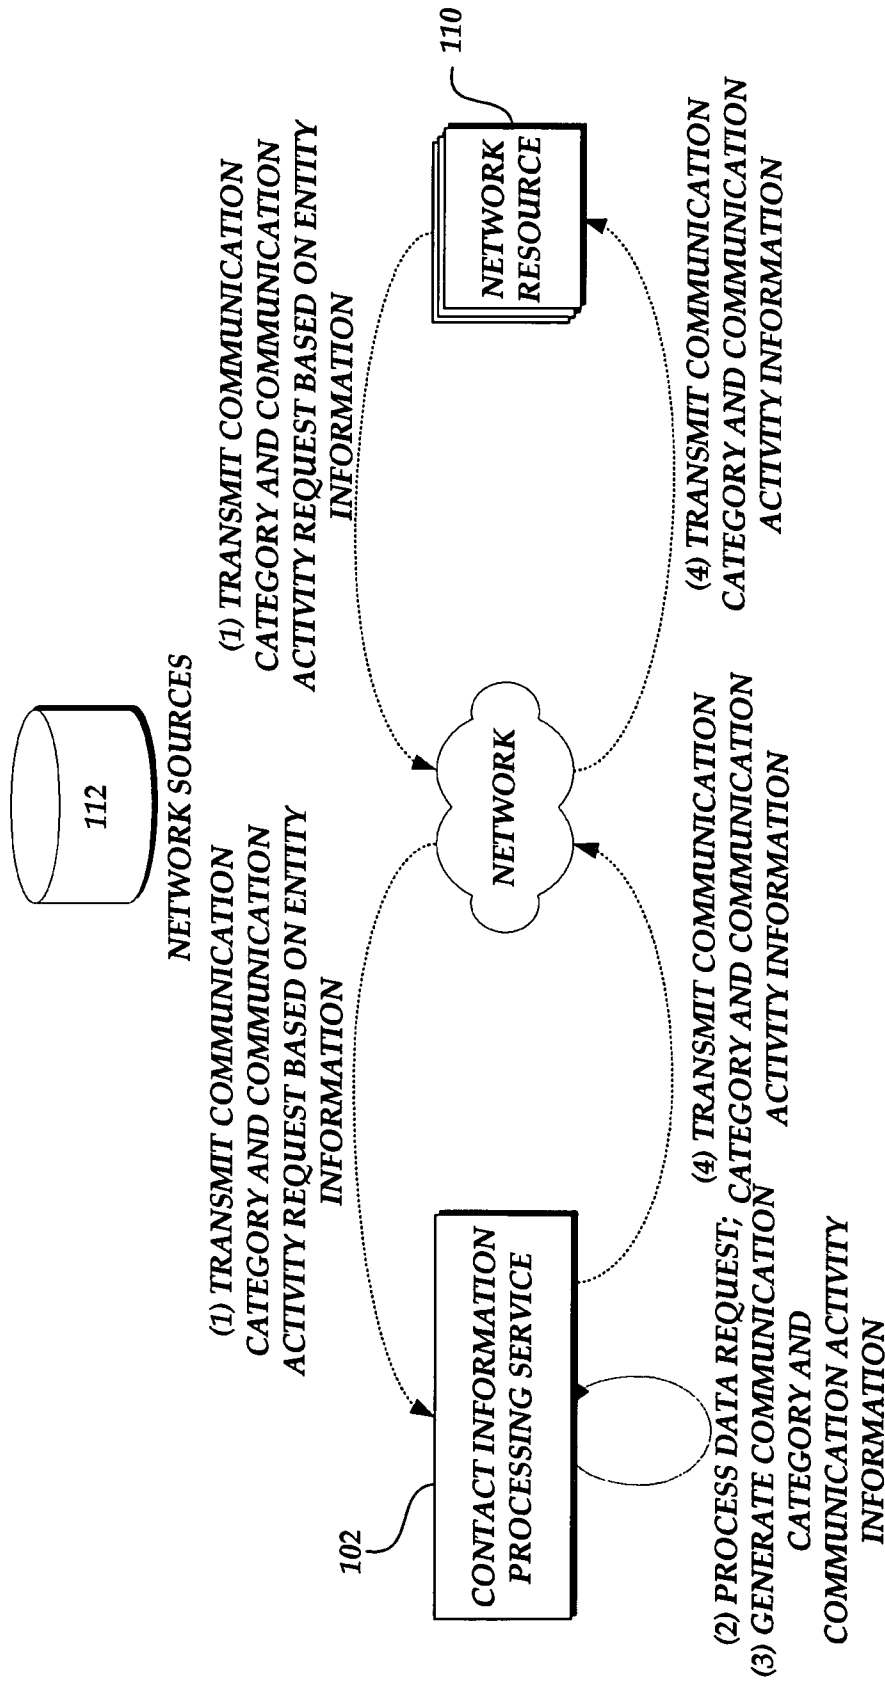 112
NETWORK SOURCES
(1) TRANSMIT COMMUNICATION
CATEGORY AND COMMUNICATION
ACTIVITY REQUEST BASED ON ENTITY
INFORMATION
(1) TRANSMIT COMMUNICATION
CATEGORY AND COMMUNICATION
ACTIVITY REQUEST BASED ON ENTITY
INFORMATION
102
CONTACT INFORMATION
PROCESSING SERVICE
NETWORK
NETWORK
RESOURCE
110
(2) PROCESS DATA REQUEST;
(3) GENERATE COMMUNICATION
CATEGORY AND
COMMUNICATION ACTIVITY
INFORMATION
(4) TRANSMIT COMMUNICATION
CATEGORY AND COMMUNICATION
ACTIVITY INFORMATION
(4) TRANSMIT COMMUNICATION
CATEGORY AND COMMUNICATION
ACTIVITY INFORMATION